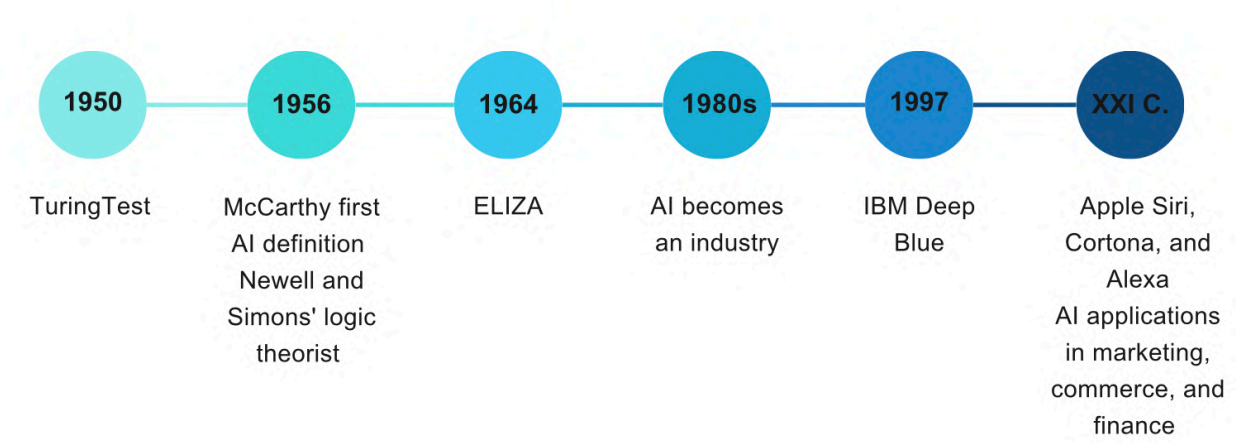 1950
TuringTest
1956
McCarthy first
AI definition
Newell and
Simons' logic
theorist
1964
ELIZA
1980s
AI becomes
an industry
1997
IBM Deep
Blue
XXI C.
Apple Siri,
Cortona, and
Alexa
AI applications
in marketing,
commerce, and
finance